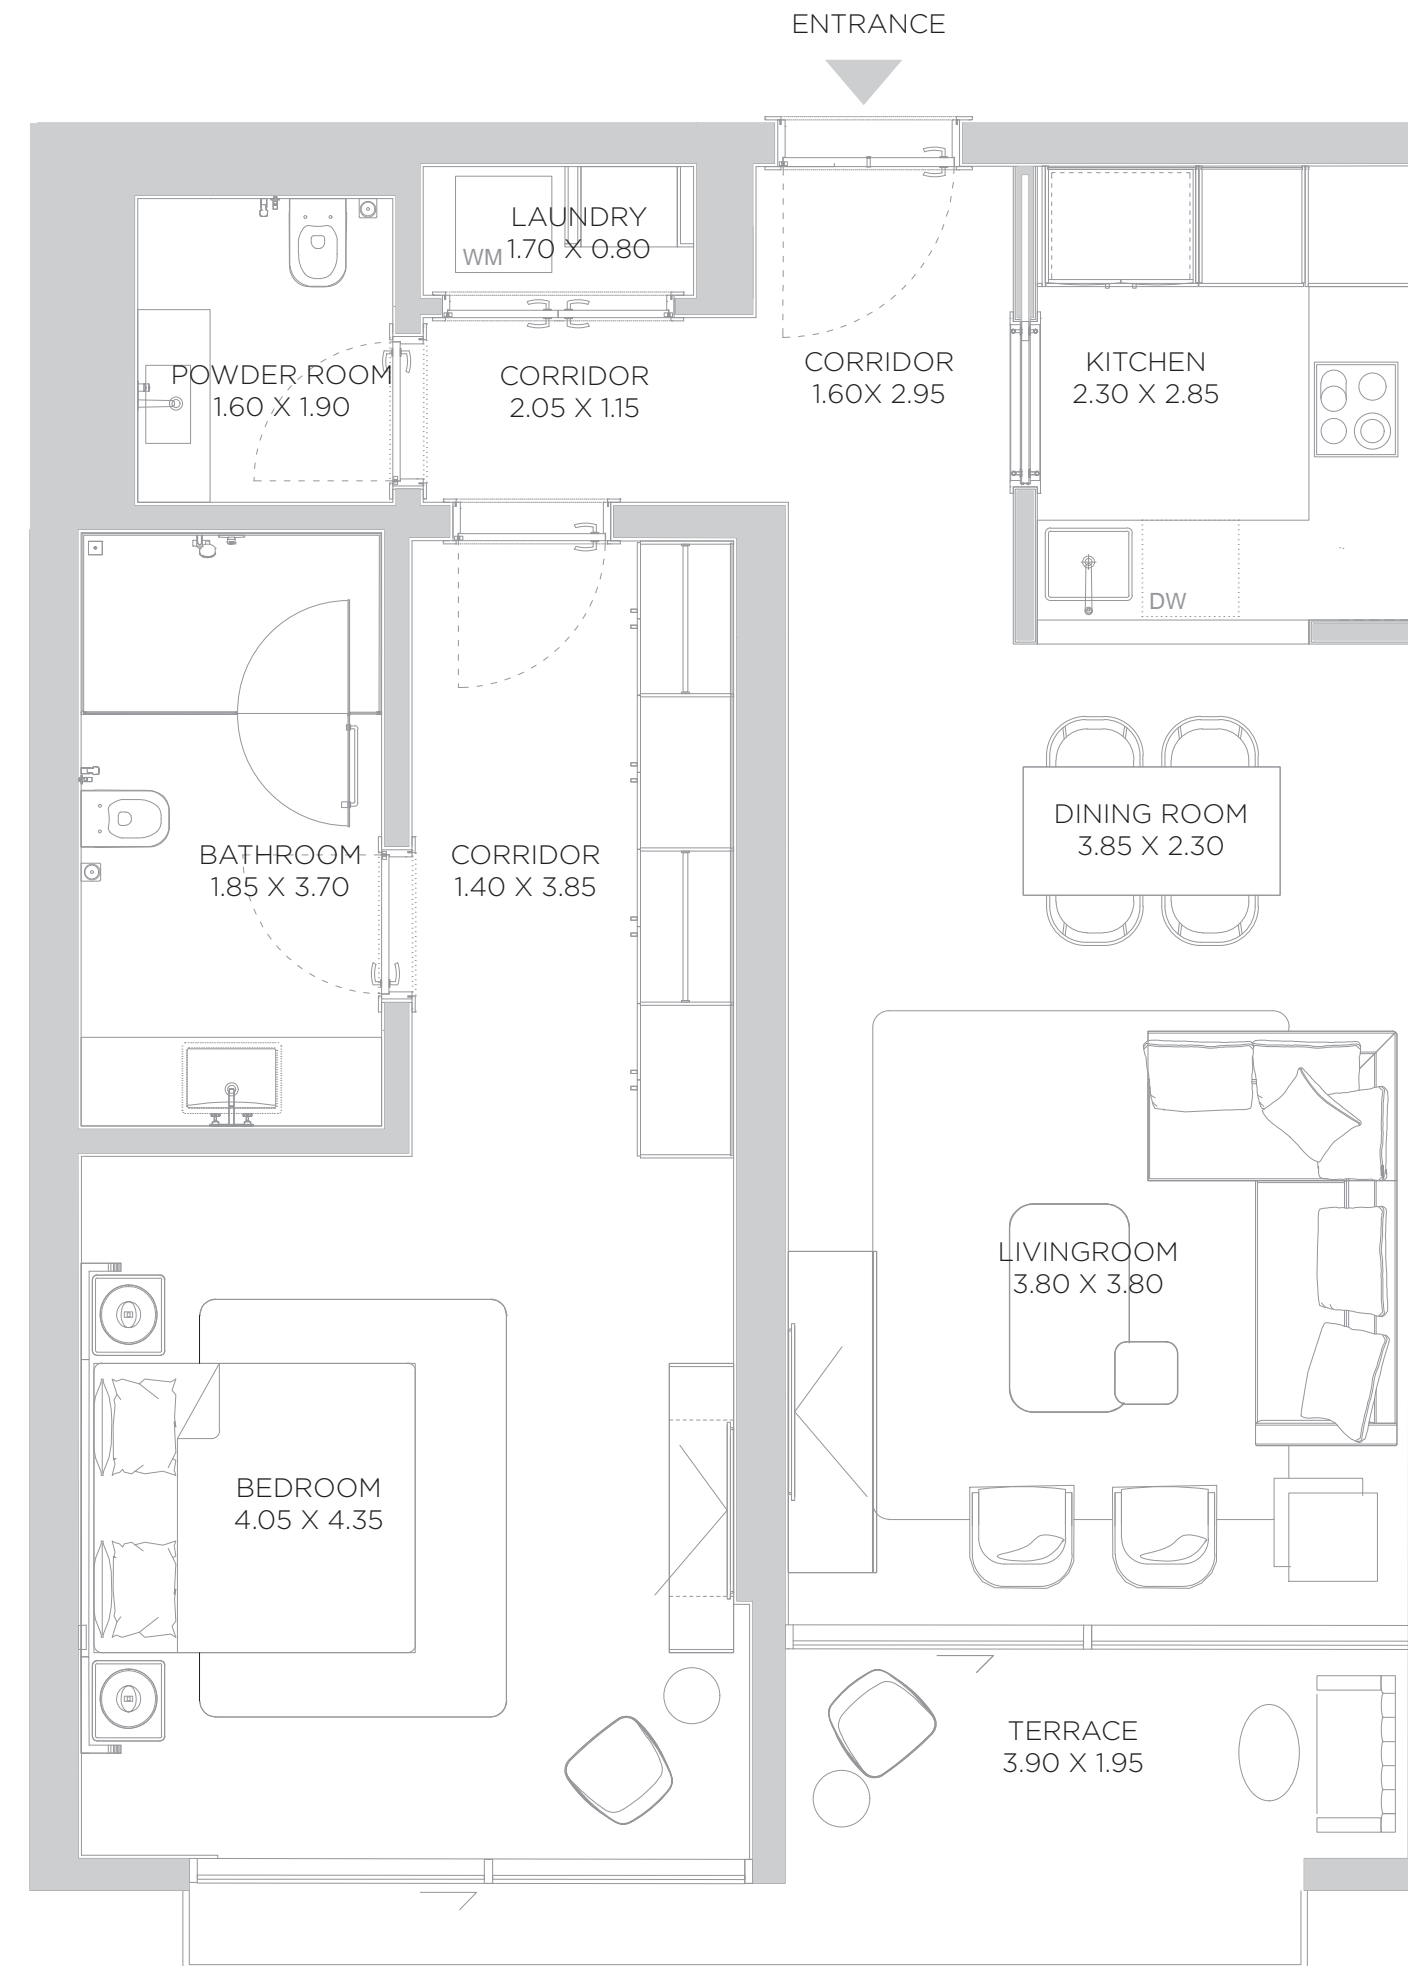 ENTRANCE
LAUNDRY
1.70 X 0.80
WM
POWDER ROOM
1.60 X 1.90
CORRIDOR
2.05 X 1.15
CORRIDOR
1.60X 2.95
KITCHEN
2.30 X 2.85
DW
DINING ROOM
3.85 X 2.30
BATHROOM
1.85 X 3.70
CORRIDOR
1.40 X 3.85
LIVINGROOM
3.80 X 3.80
BEDROOM
4.05 X 4.35
TERRACE
3.90 X 1.95